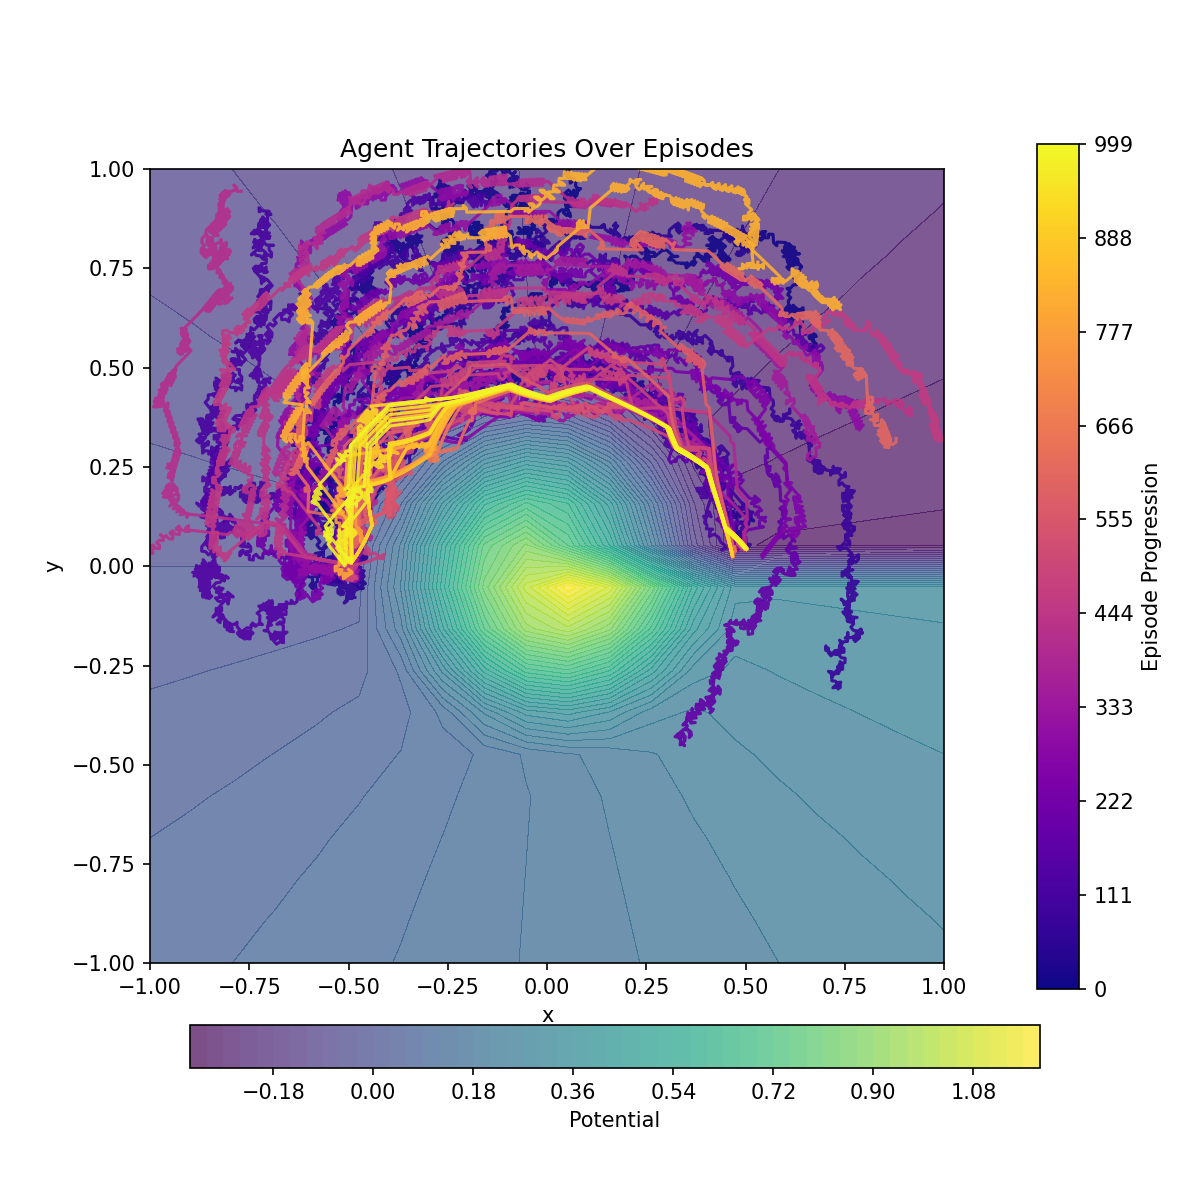 Agent Trajectories Over Episodes
1.00
0.75
0.50
0.25
0.00
−0.25
−0.50
−0.75
−1.00
y
−1.00 −0.75 −0.50 −0.25 0.00 0.25 0.50 0.75 1.00
x
999
888
777
666
555
444
333
222
111
0
Episode Progression
−0.18 0.00 0.18 0.36 0.54 0.72 0.90 1.08
Potential